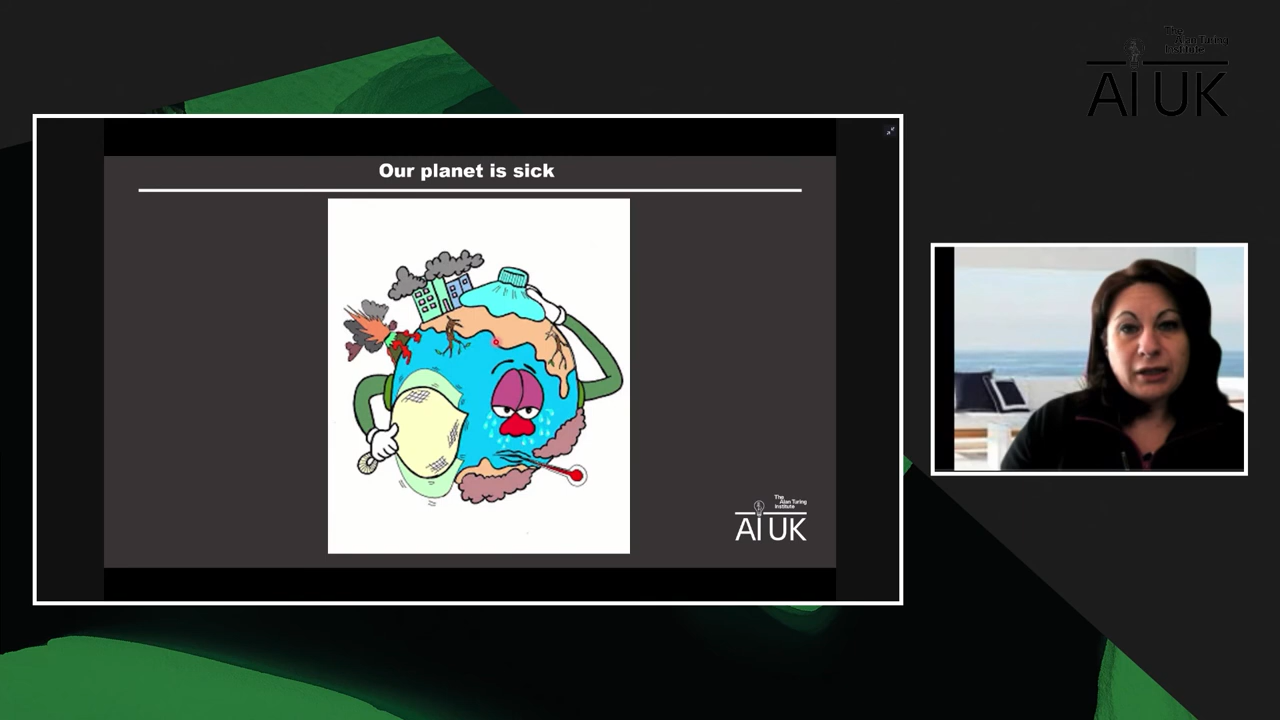 The
Alan Turing
Institute
AI UK
Our planet is sick
The
Alan Turing
Institute
AI UK